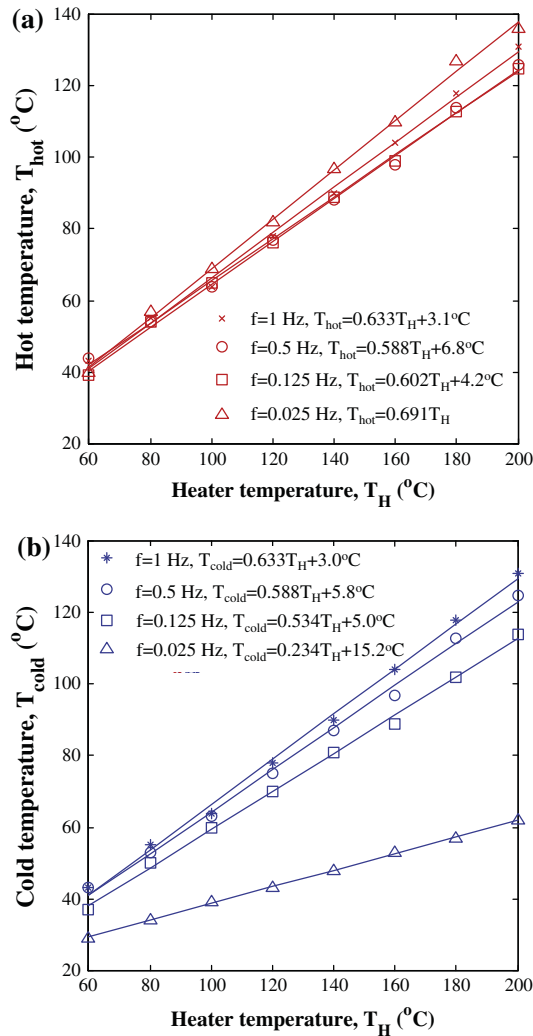 (a)
140
120
100
80
60
40
20
Hot temperature, T_hot (°C)
f=1 Hz, T_hot=0.633T_H+3.1°C
f=0.5 Hz, T_hot=0.588T_H+6.8°C
f=0.125 Hz, T_hot=0.602T_H+4.2°C
f=0.025 Hz, T_hot=0.691T_H
60 80 100 120 140 160 180 200
Heater temperature, T_H (°C)
(b)
140
120
100
80
60
40
20
Cold temperature, T_cold (°C)
f=1 Hz, T_cold=0.633T_H+3.0°C
f=0.5 Hz, T_cold=0.588T_H+5.8°C
f=0.125 Hz, T_cold=0.534T_H+5.0°C
f=0.025 Hz, T_cold=0.234T_H+15.2°C
60 80 100 120 140 160 180 200
Heater temperature, T_H (°C)